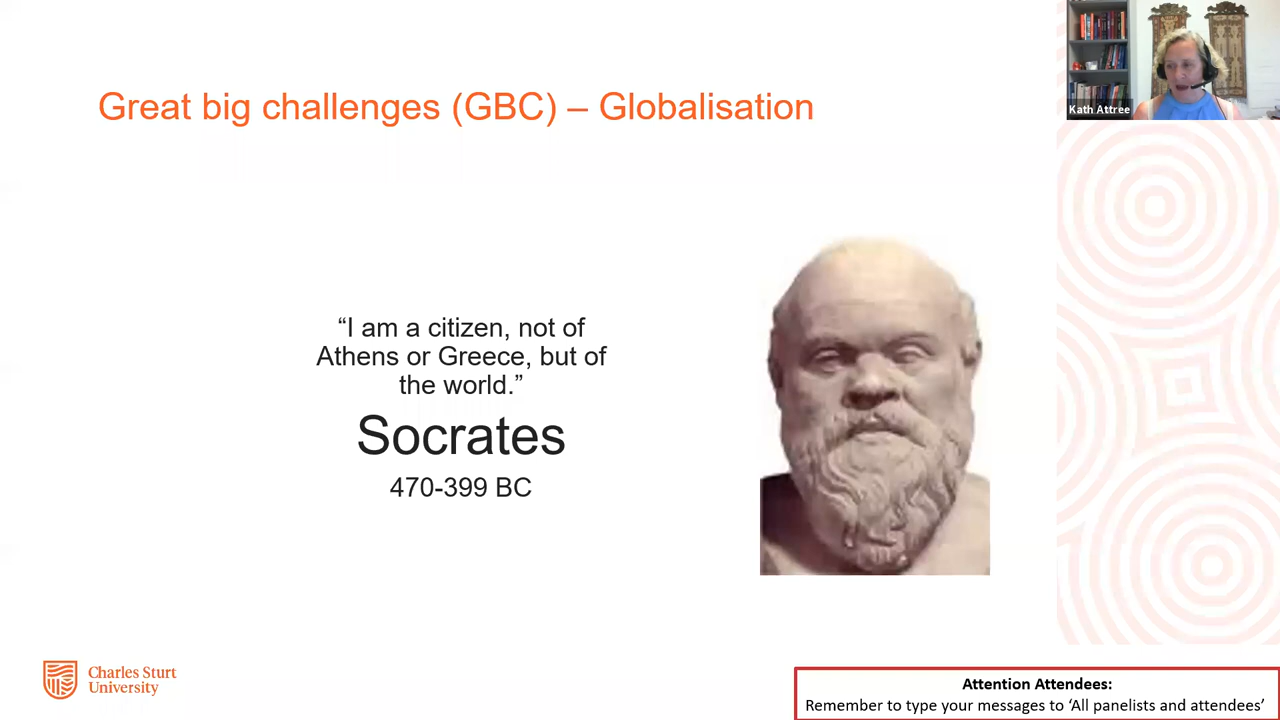 Great big challenges (GBC) – Globalisation
Kath Attree
“I am a citizen, not of
Athens or Greece, but of
the world.”
Socrates
470-399 BC
Charles Sturt
University
Attention Attendees:
Remember to type your messages to ‘All panelists and attendees’